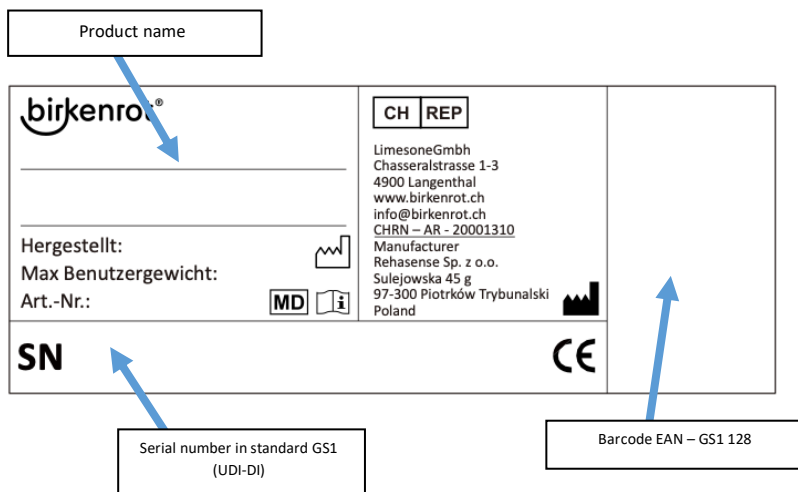 Product name
birkenrot®
Hergestellt:
Max Benutzergewicht:
Art.-Nr.:
MD
i
CH REP
LimesoneGmbh
Chasseralstrasse 1-3
4900 Langenthal
www.birkenrot.ch
info@birkenrot.ch
CHRN – AR - 20001310
Manufacturer
Rehasense Sp. z o.o.
Sulejowska 45 g
97-300 Piotrków Trybunalski
Poland
SN
CE
Serial number in standard GS1
(UDI-DI)
Barcode EAN – GS1 128